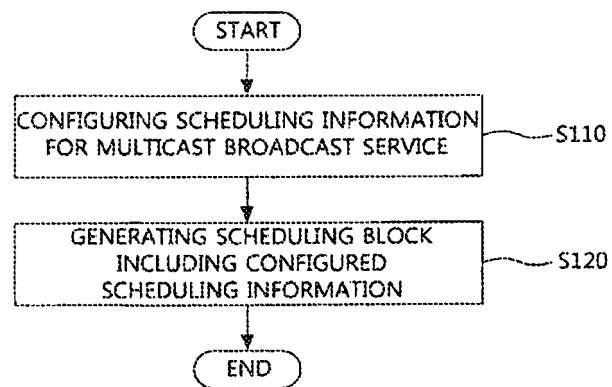 START
CONFIGURING SCHEDULING INFORMATION
FOR MULTICAST BROADCAST SERVICE
S110
GENERATING SCHEDULING BLOCK
INCLUDING CONFIGURED
SCHEDULING INFORMATION
S120
END